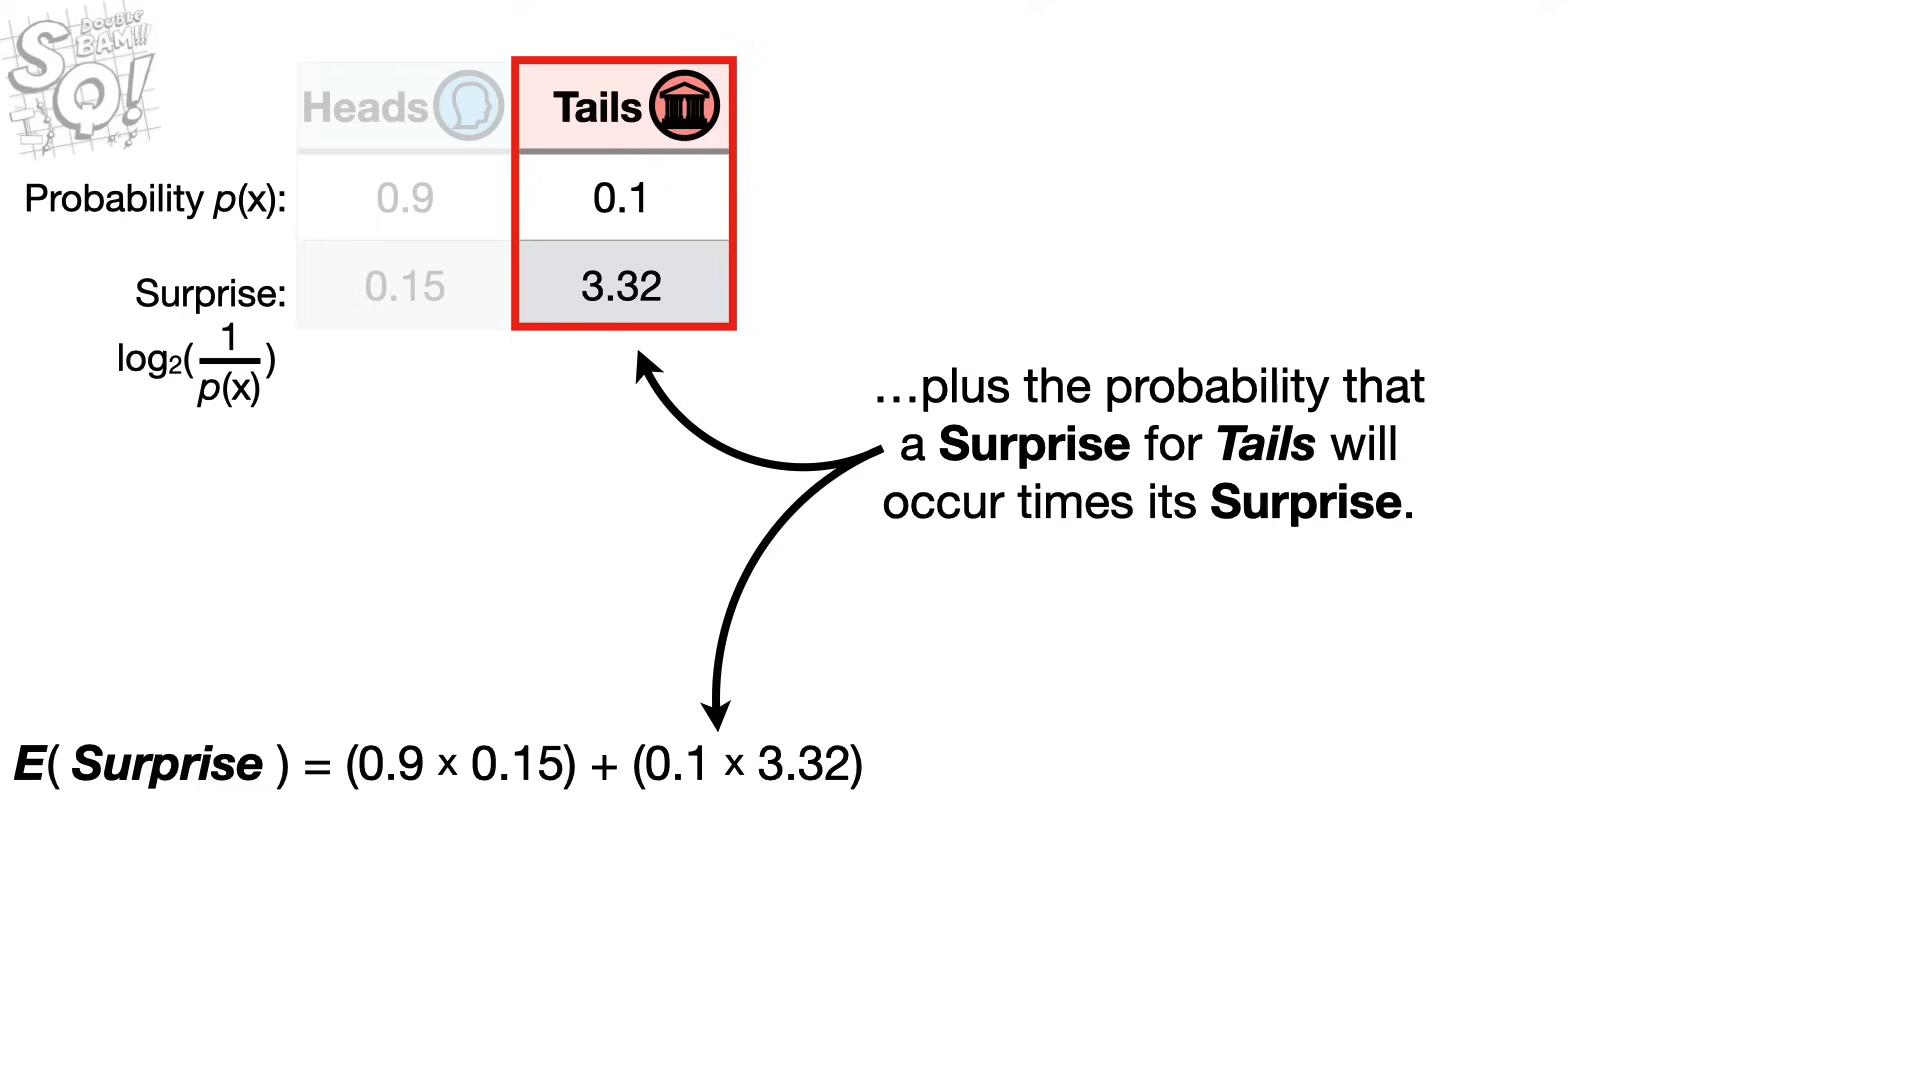 DOUBLE
BAM!!!
SQ!
Heads Tails
Probability p(x): 0.9 0.1
Surprise: 0.15 3.32
log₂(1/p(x))
…plus the probability that
a Surprise for Tails will
occur times its Surprise.
E( Surprise ) = (0.9 x 0.15) + (0.1 x 3.32)